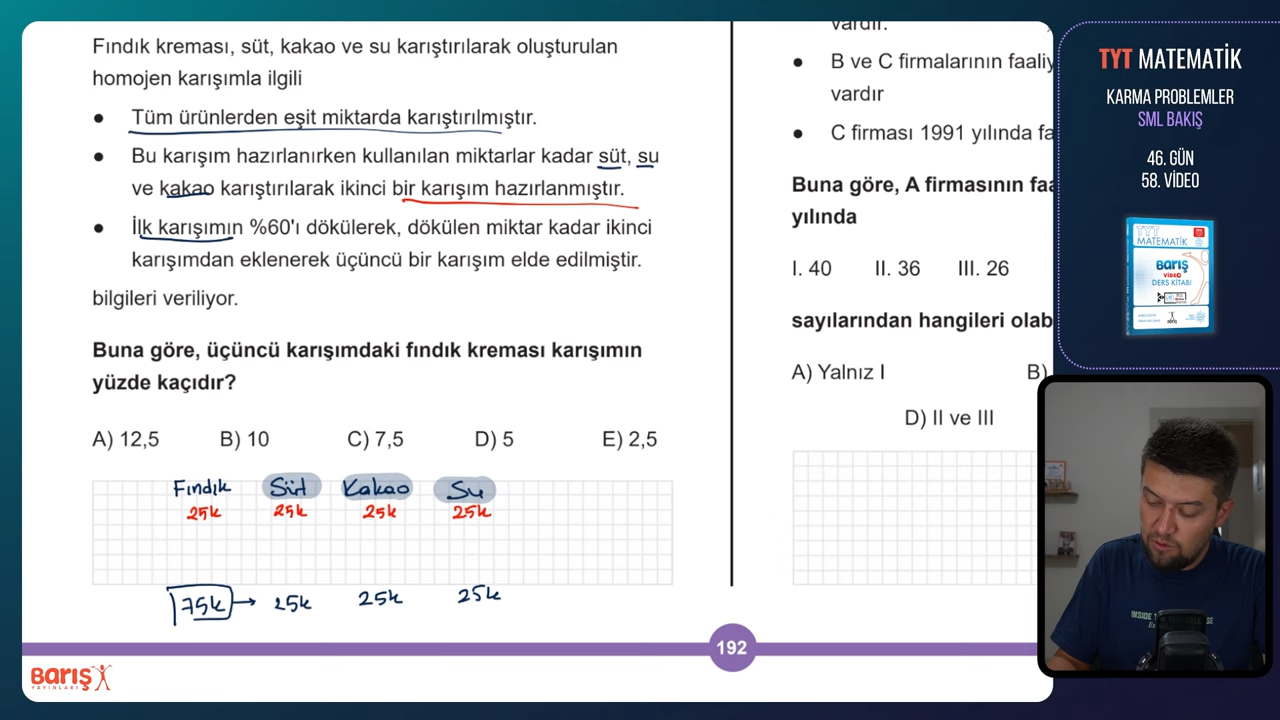 Fındık kreması, süt, kakao ve su karıştırılarak oluşturulan
homojen karışımla ilgili
● Tüm ürünlerden eşit miktarda karıştırılmıştır.
● Bu karışım hazırlanırken kullanılan miktarlar kadar süt, su
ve kakao karıştırılarak ikinci bir karışım hazırlanmıştır.
● İlk karışımın %60'ı dökülerek, dökülen miktar kadar ikinci
karışımdan eklenerek üçüncü bir karışım elde edilmiştir.
bilgileri veriliyor.
Buna göre, üçüncü karışımdaki fındık kreması karışımın
yüzde kaçıdır?
A) 12,5 B) 10 C) 7,5 D) 5 E) 2,5
Fındık Süt Kakao Su
25k 25k 25k 25k
75k → 25k 25k 25k
vardır.
● B ve C firmalarının faaliy
vardır
● C firması 1991 yılında fa
Buna göre, A firmasının faa
yılında
I. 40 II. 36 III. 26
sayılarından hangileri olab
A) Yalnız I B)
D) II ve III
192
BARIŞ
YAYINLARI
TYT MATEMATİK
KARMA PROBLEMLER
SML BAKIŞ
46. GÜN
58. VİDEO
TYT
MATEMATİK
BARIŞ
VİDEO
DERS KİTABI
INSIDE